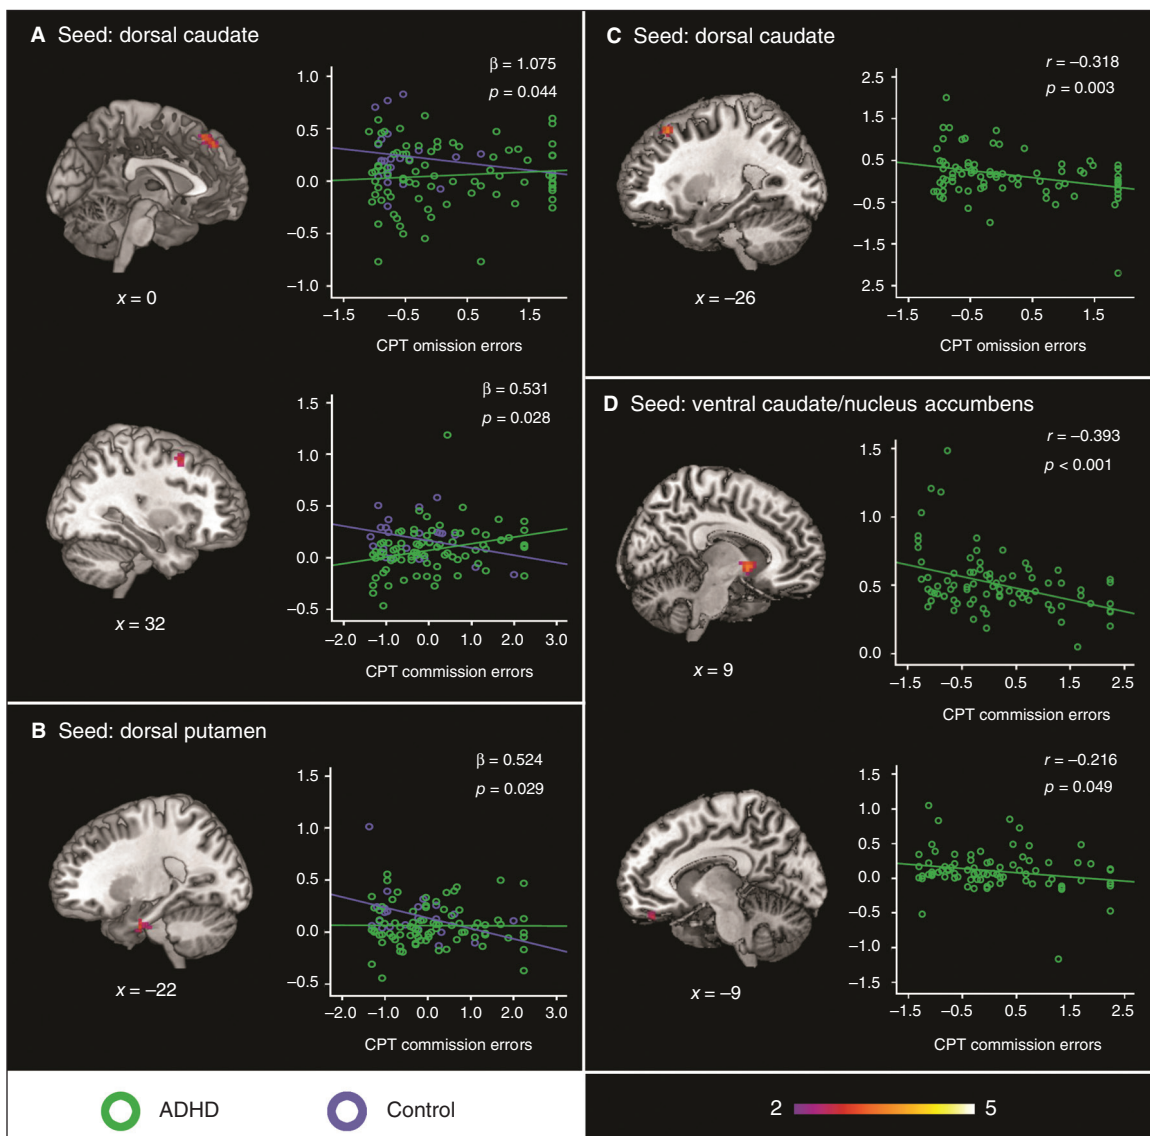 A Seed: dorsal caudate
β = 1.075
p = 0.044
1.0
0.5
0.0
−0.5
−1.0
−1.5 −0.5 0.5 1.5
x = 0
CPT omission errors
β = 0.531
p = 0.028
1.5
1.0
0.5
0.0
−0.5
−2.0 −1.0 0.0 1.0 2.0 3.0
x = 32
CPT commission errors
B Seed: dorsal putamen
β = 0.524
p = 0.029
1.5
1.0
0.5
0.0
−0.5
−2.0 −1.0 0.0 1.0 2.0 3.0
x = −22
CPT commission errors
C Seed: dorsal caudate
r = −0.318
p = 0.003
2.5
1.5
0.5
−0.5
−1.5
2.5
−1.5 −0.5 0.5 1.5
x = −26
CPT omission errors
D Seed: ventral caudate/nucleus accumbens
r = −0.393
p < 0.001
1.5
1.0
0.5
0.0
−1.5 −0.5 0.5 1.5 2.5
x = 9
CPT commission errors
r = −0.216
p = 0.049
1.5
1.0
0.5
0.0
−0.5
−1.0
−1.5
−1.5 −0.5 0.5 1.5 2.5
x = −9
CPT commission errors
ADHD Control
2 5